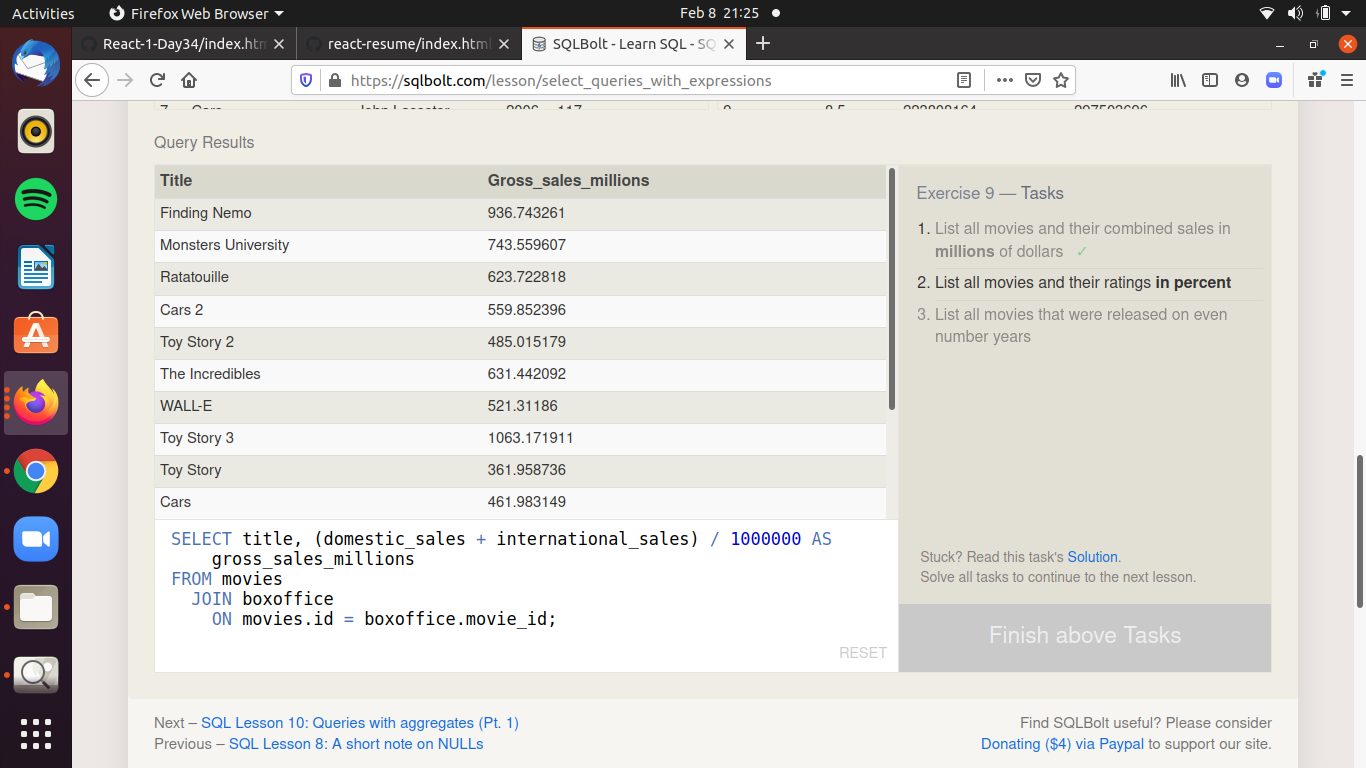 Activities
Firefox Web Browser
Feb 8 21:25
React-1-Day34/index.htm
react-resume/index.html
SQLBolt - Learn SQL - SQ
https://sqlbolt.com/lesson/select_queries_with_expressions
Query Results
Title Gross_sales_millions
Finding Nemo 936.743261
Monsters University 743.559607
Ratatouille 623.722818
Cars 2 559.852396
Toy Story 2 485.015179
The Incredibles 631.442092
WALL-E 521.31186
Toy Story 3 1063.171911
Toy Story 361.958736
Cars 461.983149
SELECT title, (domestic_sales + international_sales) / 1000000 AS
gross_sales_millions
FROM movies
JOIN boxoffice
ON movies.id = boxoffice.movie_id;
RESET
Exercise 9 — Tasks
1. List all movies and their combined sales in
millions of dollars ✓
2. List all movies and their ratings in percent
3. List all movies that were released on even
number years
Stuck? Read this task's Solution.
Solve all tasks to continue to the next lesson.
Finish above Tasks
Next – SQL Lesson 10: Queries with aggregates (Pt. 1)
Previous – SQL Lesson 8: A short note on NULLs
Find SQLBolt useful? Please consider
Donating ($4) via Paypal to support our site.